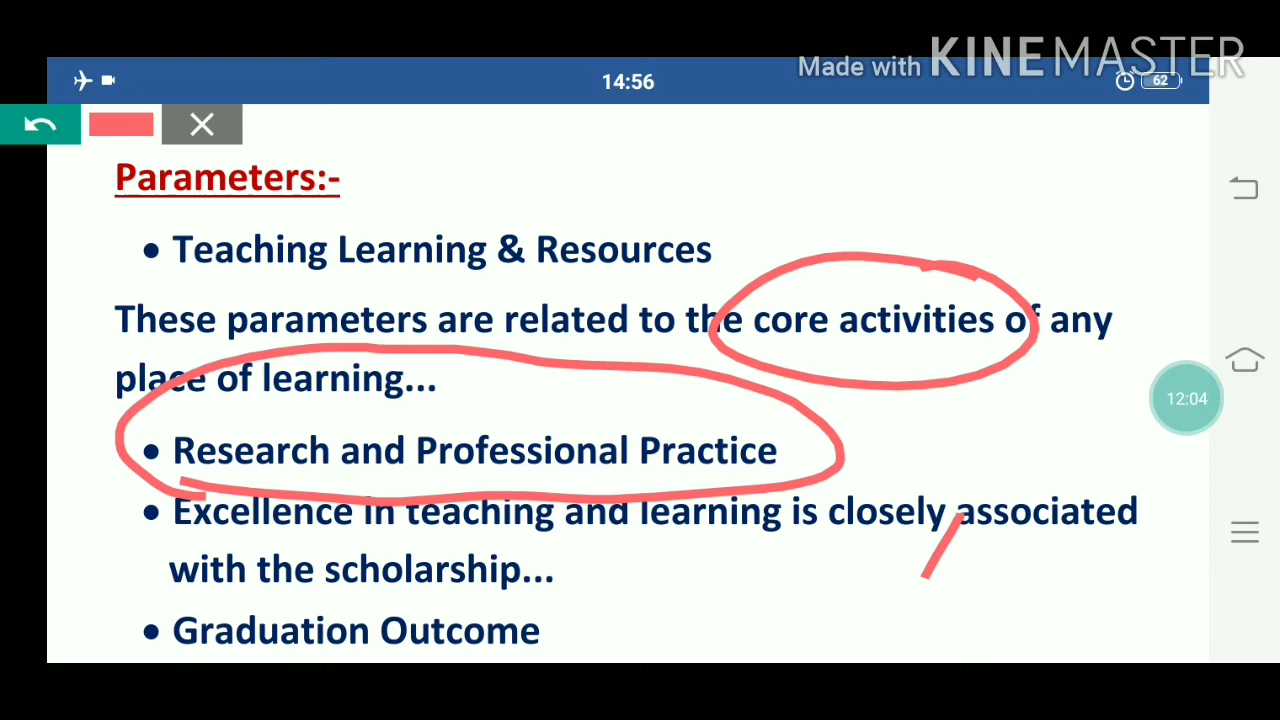 Made with KINEMASTER
14:56
62
Parameters:-
• Teaching Learning & Resources
These parameters are related to the core activities of any
place of learning...
12:04
• Research and Professional Practice
• Excellence in teaching and learning is closely associated
with the scholarship...
• Graduation Outcome